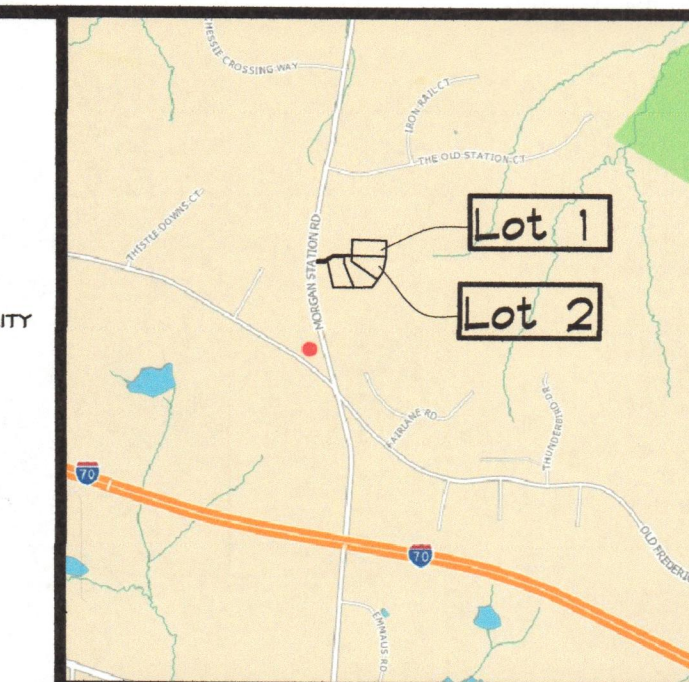 CHESSIE CROSSING WAY
IRON RAIL CT
THE OLD STATION CT
THISTLE DOWNS CT
MORGAN STATION RD
Lot 1
Lot 2
ITY
FAIRLANE RD
THUNDERBIRD DR
70
70
OLD FREDERI
EMMAUS RD